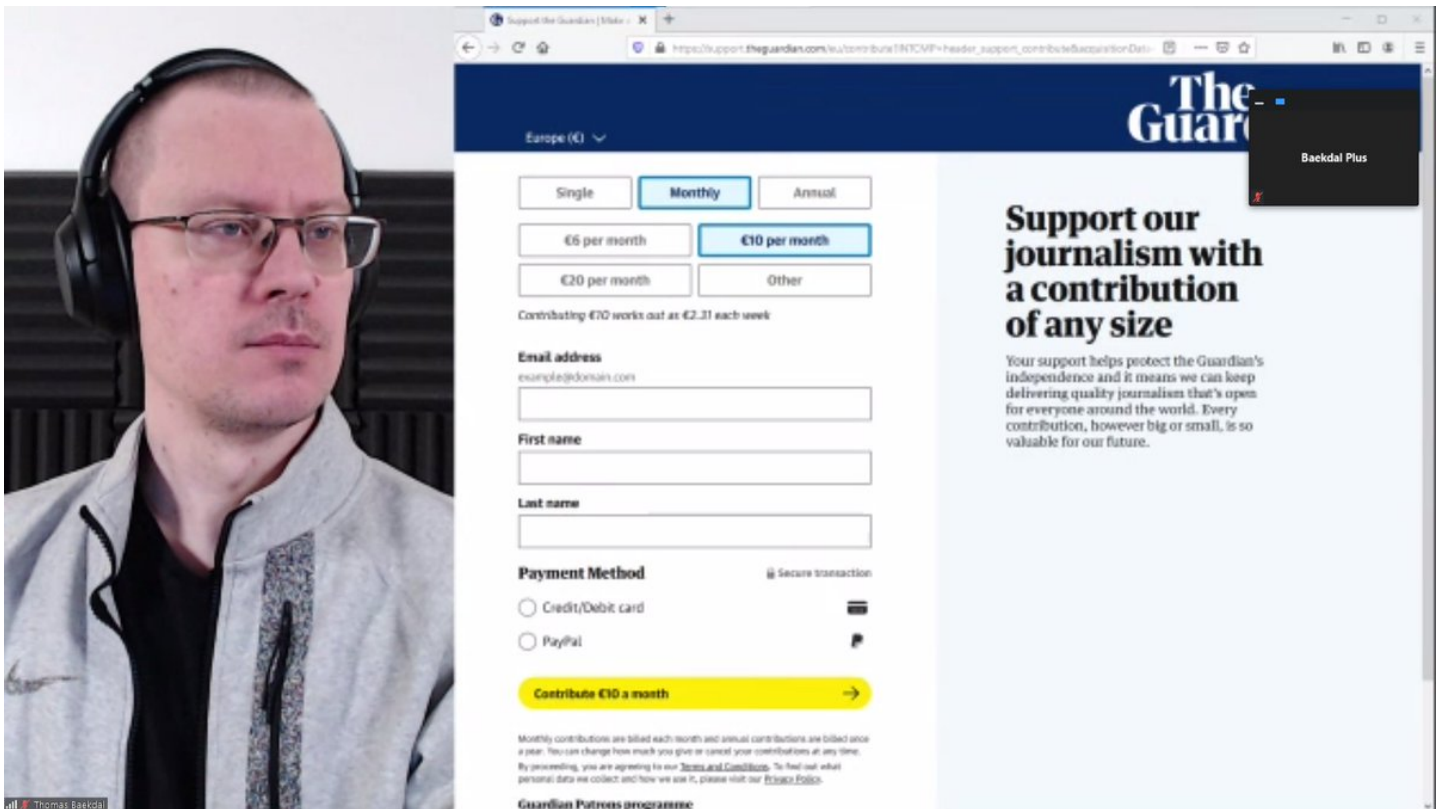 Support the Guardian | Make
Europe (€)
The
Guar
Baekdal Plus
Single
Monthly
Annual
€6 per month
€10 per month
€20 per month
Other
Contributing €10 works out as €2.31 each week
Email address
example@domain.com
First name
Last name
Payment Method
Secure transaction
Credit/Debit card
PayPal
Contribute €10 a month
Monthly contributions are billed each month and annual contributions are billed once
a year. You can change how much you give or cancel your contributions at any time.
By proceeding, you are agreeing to our Terms and Conditions. To find out what
personal data we collect and how we use it, please visit our Privacy Policy.
Guardian Patrons programme
Support our
journalism with
a contribution
of any size
Your support helps protect the Guardian's
independence and it means we can keep
delivering quality journalism that's open
for everyone around the world. Every
contribution, however big or small, is so
valuable for our future.
Thomas Baekdal